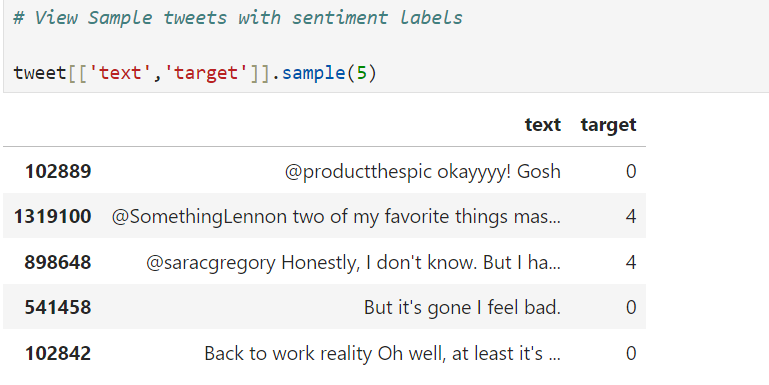 # View Sample tweets with sentiment labels
tweet[['text','target']].sample(5)
text target
102889 @productthespic okayyyy! Gosh 0
1319100 @SomethingLennon two of my favorite things mas... 4
898648 @saracgregory Honestly, I don't know. But I ha... 4
541458 But it's gone I feel bad. 0
102842 Back to work reality Oh well, at least it's ... 0